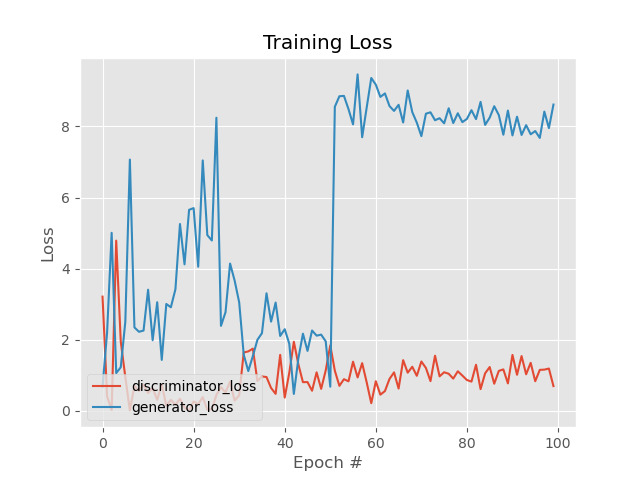 Training Loss
Loss
8
6
4
2
0
discriminator_loss
generator_loss
0 20 40 60 80 100
Epoch #